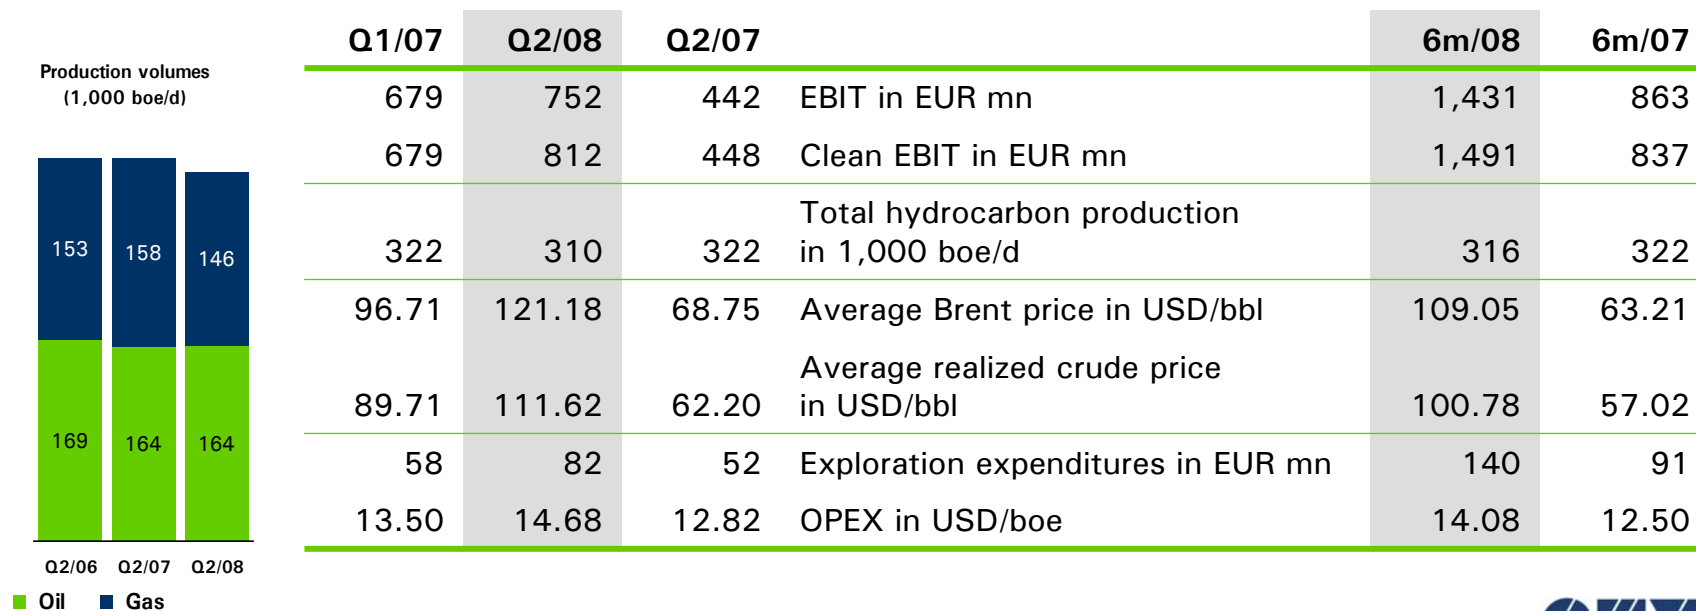 Production volumes
(1,000 boe/d)
153 158 146
169 164 164
Q2/06 Q2/07 Q2/08
Oil Gas
Q1/07 Q2/08 Q2/07 6m/08 6m/07
679 752 442 EBIT in EUR mn 1,431 863
679 812 448 Clean EBIT in EUR mn 1,491 837
Total hydrocarbon production
322 310 322 in 1,000 boe/d 316 322
96.71 121.18 68.75 Average Brent price in USD/bbl 109.05 63.21
Average realized crude price
89.71 111.62 62.20 in USD/bbl 100.78 57.02
58 82 52 Exploration expenditures in EUR mn 140 91
13.50 14.68 12.82 OPEX in USD/boe 14.08 12.50